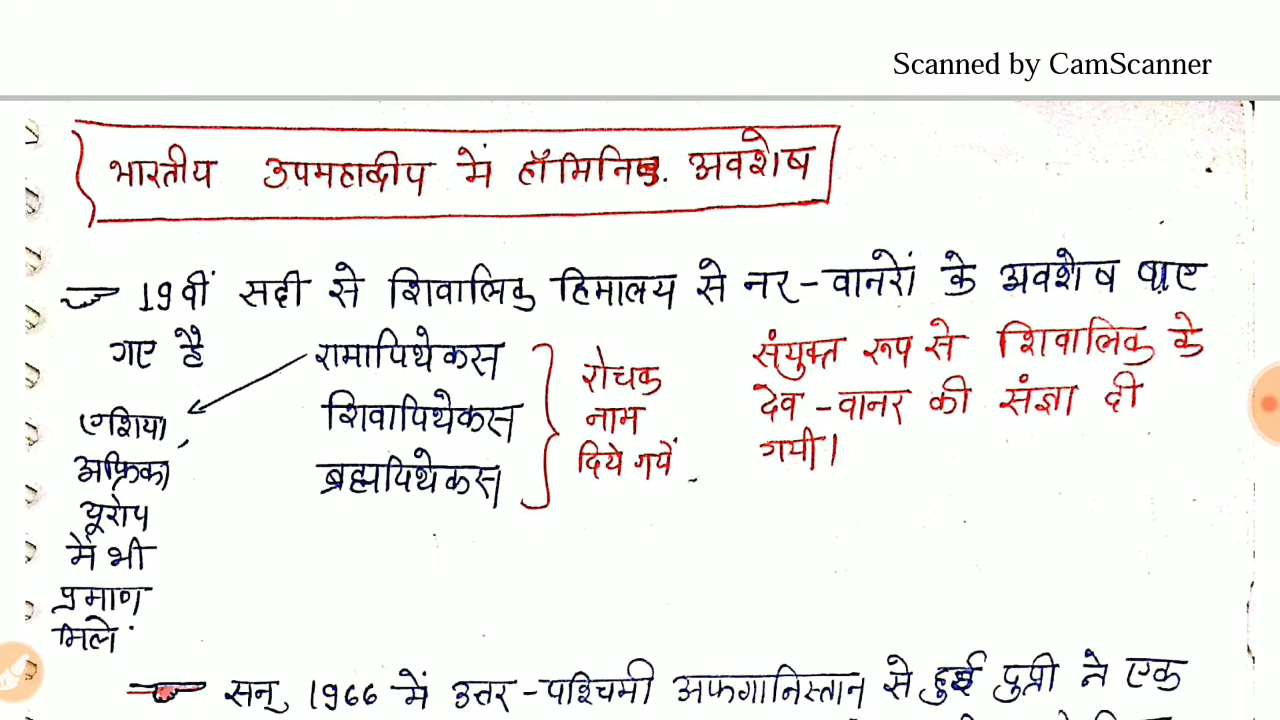 Scanned by CamScanner
भारतीय उपमहाद्वीप में हॉमिनिड अवशेष
19वीं सदी से शिवालिक हिमालय से नर-वानरों के अवशेष पाए
गए है
रामापिथेकस
शिवापिथेकस
ब्रह्मपिथेकस
रोचक
नाम
दिये गयें
संयुक्त रूप से शिवालिक के
देव-वानर की संज्ञा दी
गयी।
एशिया,
अफ्रिका
यूरोप
में भी
प्रमाण
मिले
सन् 1966 में उत्तर-पश्चिमी अफगानिस्तान से हुई पुप्री ने एक